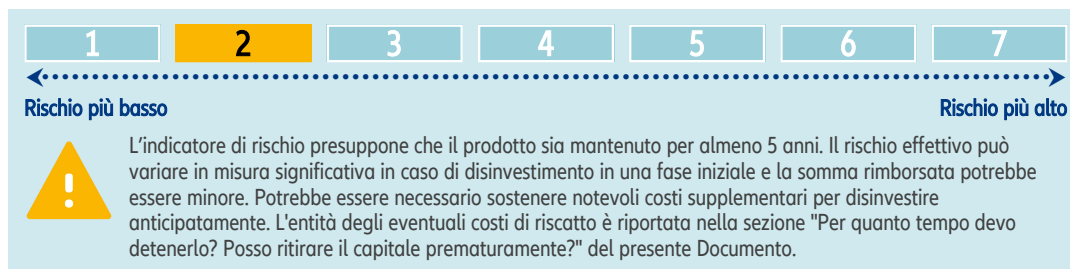 1 2 3 4 5 6 7
Rischio più basso Rischio più alto
L'indicatore di rischio presuppone che il prodotto sia mantenuto per almeno 5 anni. Il rischio effettivo può
variare in misura significativa in caso di disinvestimento in una fase iniziale e la somma rimborsata potrebbe
essere minore. Potrebbe essere necessario sostenere notevoli costi supplementari per disinvestire
anticipatamente. L'entità degli eventuali costi di riscatto è riportata nella sezione "Per quanto tempo devo
detenerlo? Posso ritirare il capitale prematuramente?" del presente Documento.